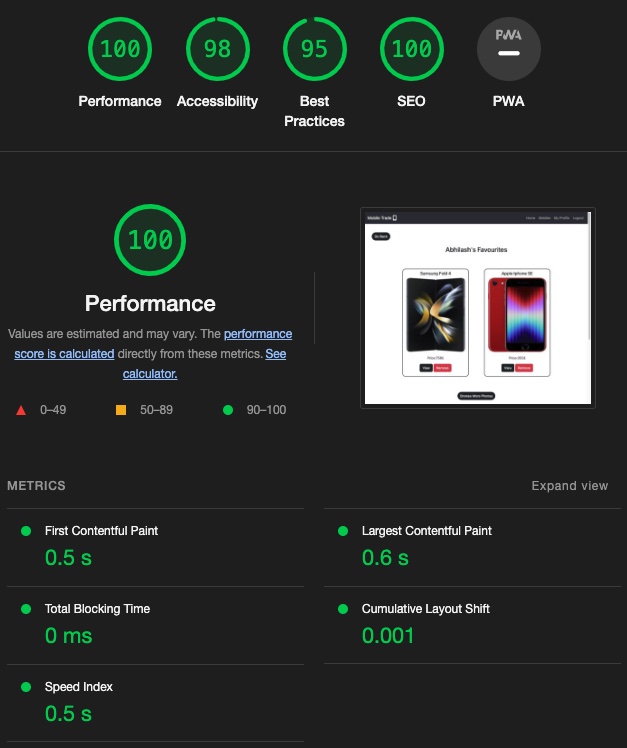 100 98 95 100 PWA
Performance Accessibility Best Practices SEO PWA
100
Performance
Values are estimated and may vary. The performance
score is calculated directly from these metrics. See
calculator.
0–49 50–89 90–100
Mobile Trade Home Mobiles My Profile Logout
Go Back
Abhilash's Favourites
Samsung Fold 4 Apple Iphone SE
View Remove View Remove
Browse More Phones
METRICS Expand view
First Contentful Paint
0.5 s
Largest Contentful Paint
0.6 s
Total Blocking Time
0 ms
Cumulative Layout Shift
0.001
Speed Index
0.5 s